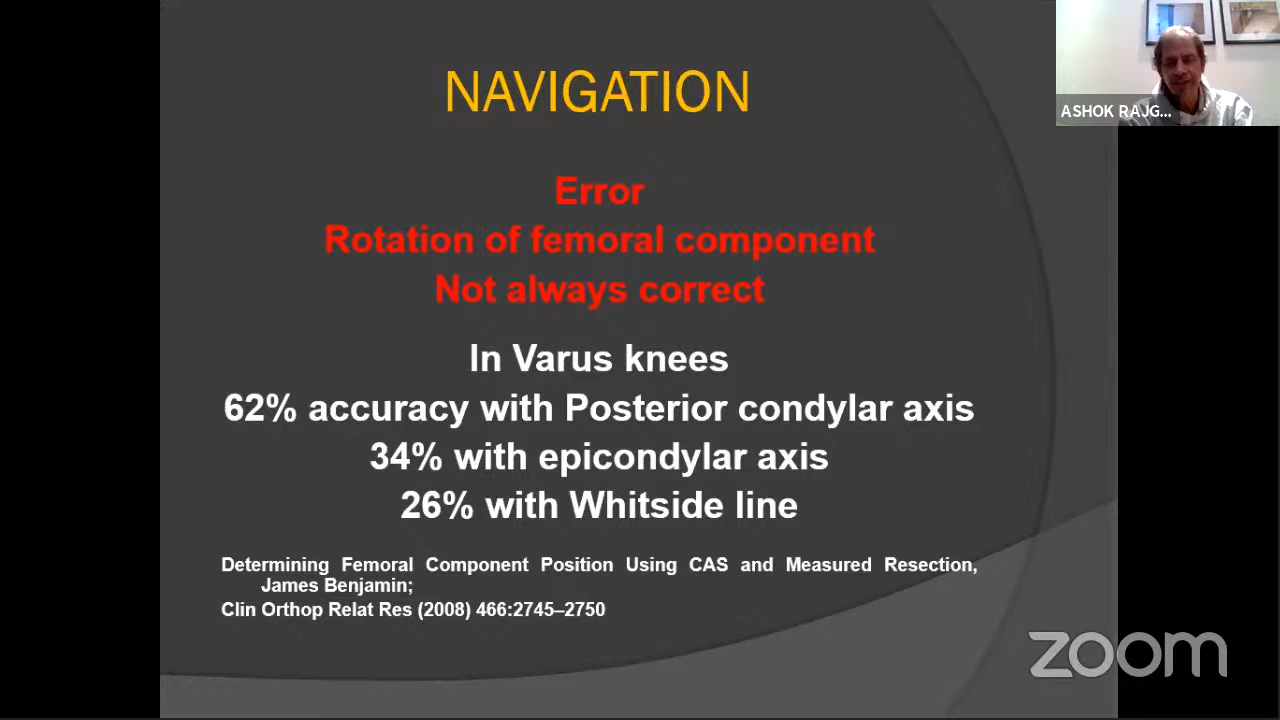 NAVIGATION
ASHOK RAJG...
Error
Rotation of femoral component
Not always correct
In Varus knees
62% accuracy with Posterior condylar axis
34% with epicondylar axis
26% with Whitside line
Determining Femoral Component Position Using CAS and Measured Resection,
James Benjamin;
Clin Orthop Relat Res (2008) 466:2745–2750
zoom